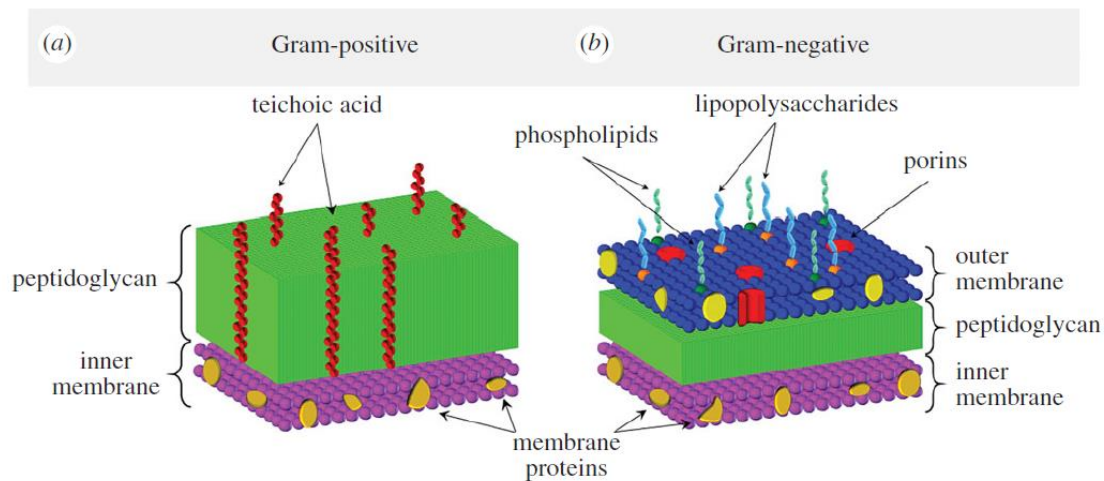 (a) Gram-positive
(b) Gram-negative
teichoic acid
peptidoglycan
inner
membrane
lipopolysaccharides
phospholipids
porins
outer
membrane
peptidoglycan
inner
membrane
membrane
proteins